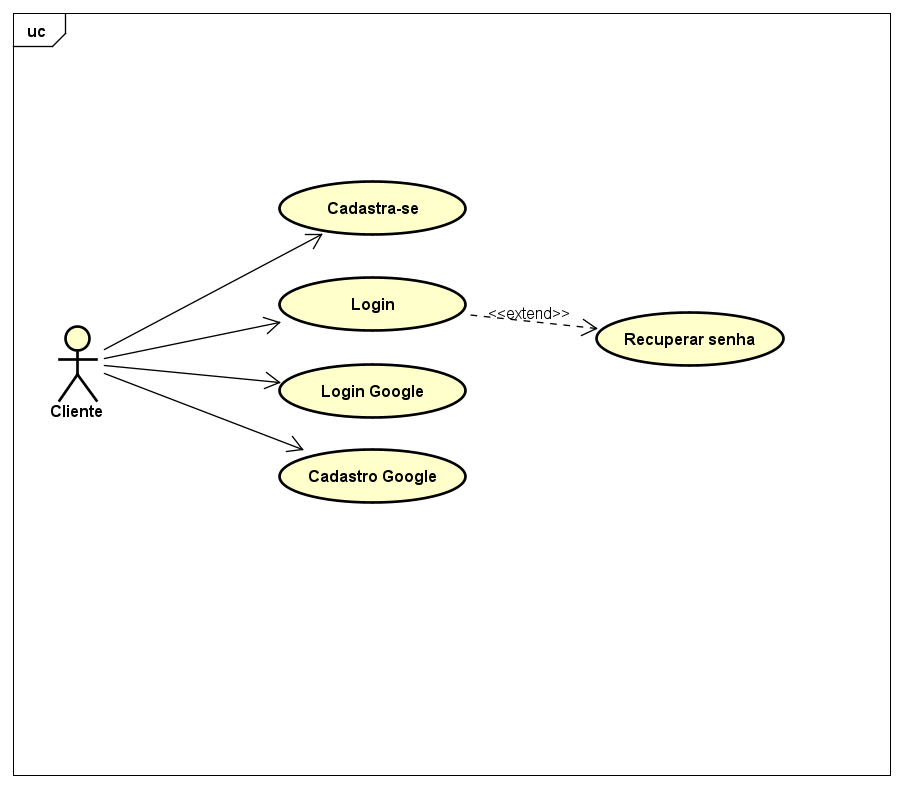 uc
Cadastra-se
Login
<<extend>>
Recuperar senha
Login Google
Cliente
Cadastro Google